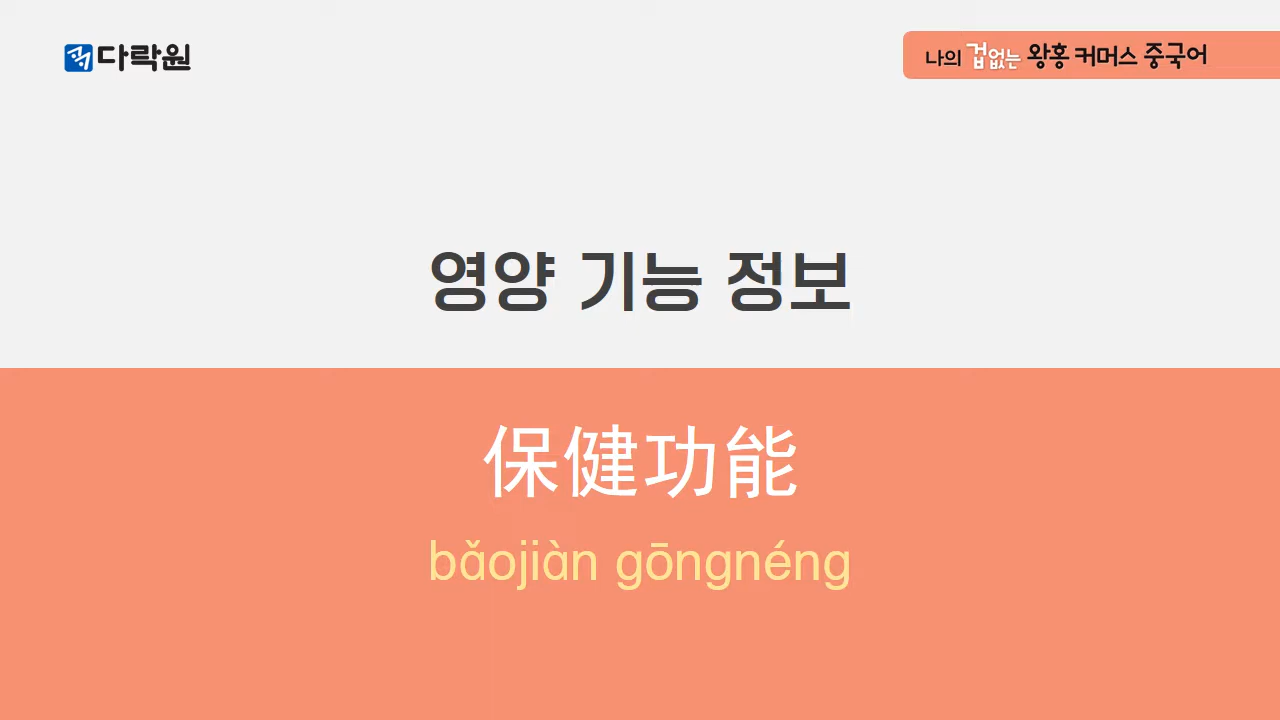 다락원
나의 겁없는 왕홍 커머스 중국어
영양 기능 정보
保健功能
bǎojiàn gōngnéng